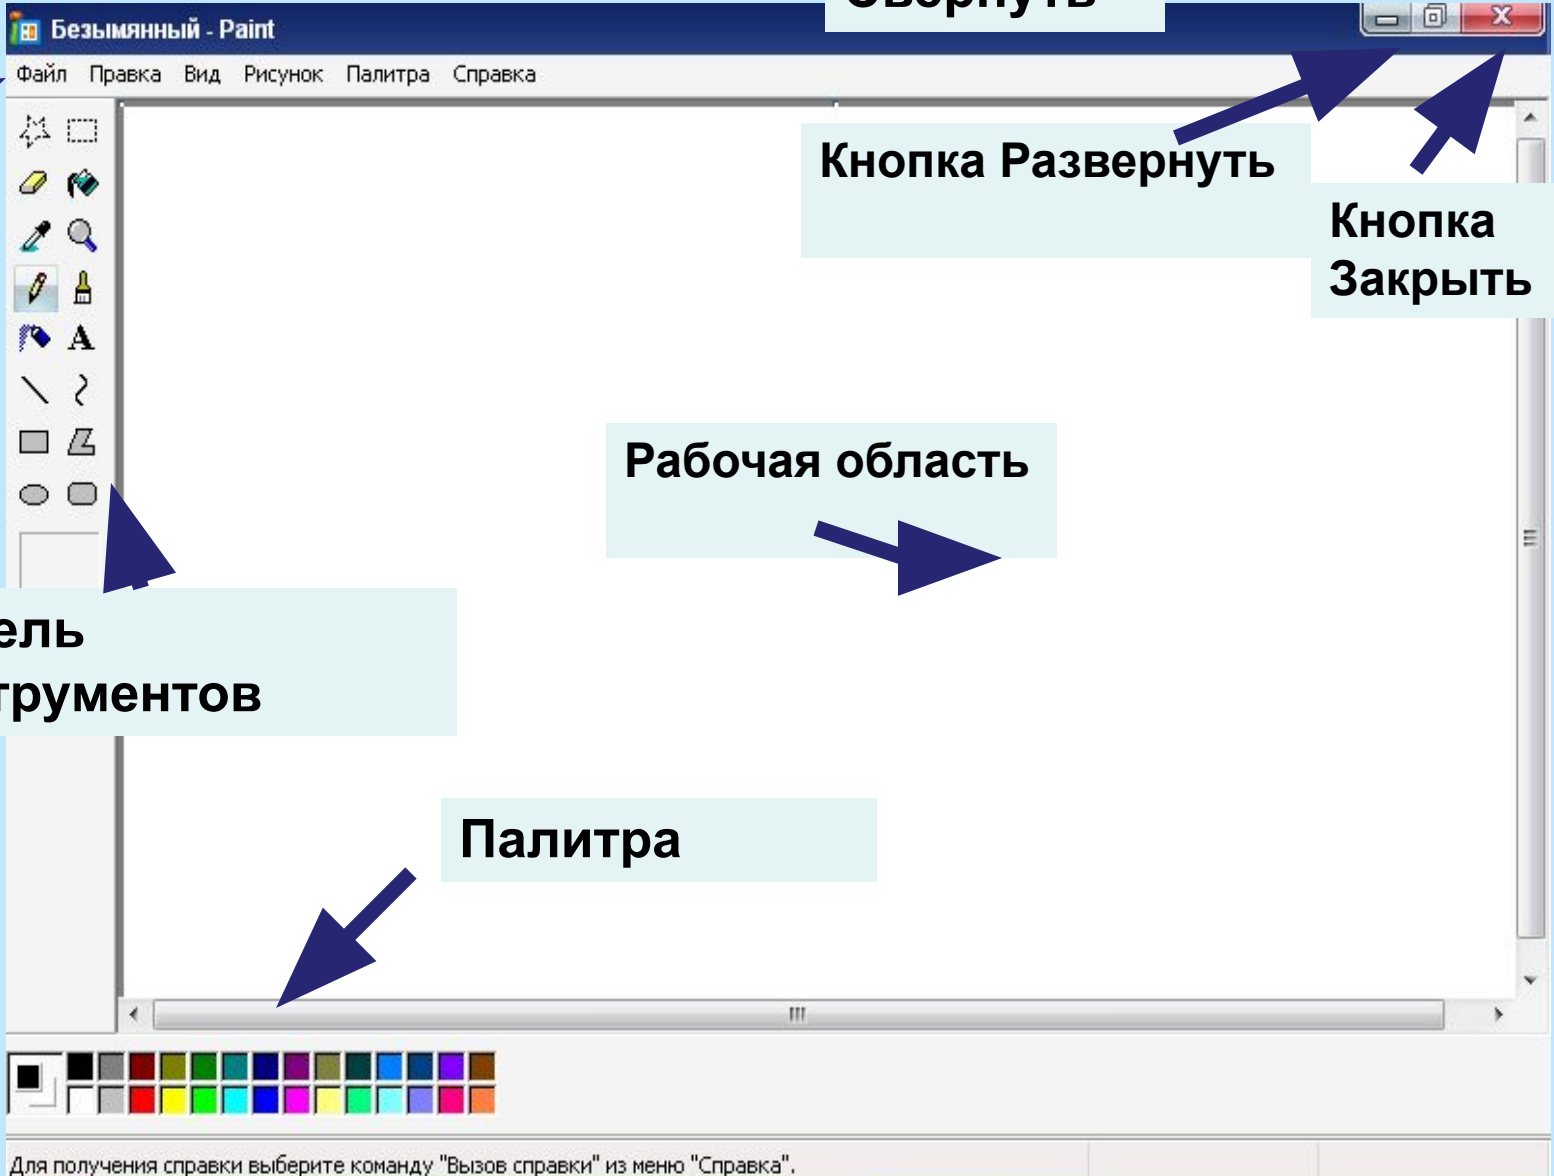 Свернуть
Безымянный - Paint
Файл Правка Вид Рисунок Палитра Справка
Кнопка Развернуть
Кнопка
Закрыть
A
Рабочая область
ель
трументов
Палитра
Для получения справки выберите команду "Вызов справки" из меню "Справка".